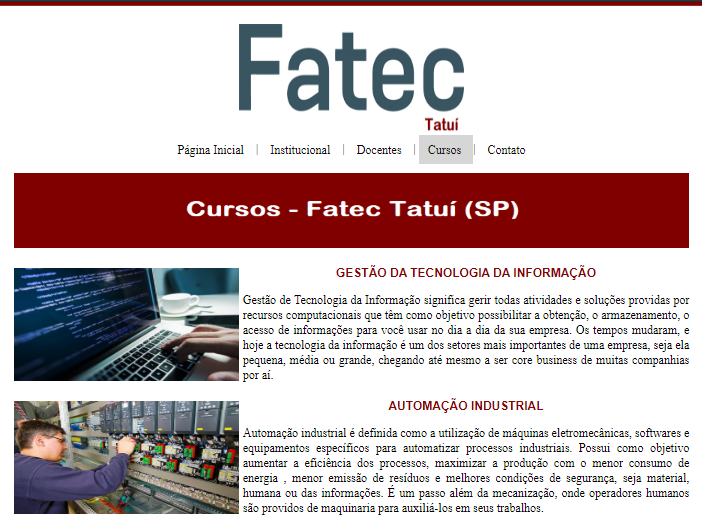 Fatec
Tatuí
Página Inicial | Institucional | Docentes | Cursos | Contato
Cursos - Fatec Tatuí (SP)
GESTÃO DA TECNOLOGIA DA INFORMAÇÃO
Gestão de Tecnologia da Informação significa gerir todas atividades e soluções providas por
recursos computacionais que têm como objetivo possibilitar a obtenção, o armazenamento, o
acesso de informações para você usar no dia a dia da sua empresa. Os tempos mudaram, e
hoje a tecnologia da informação é um dos setores mais importantes de uma empresa, seja ela
pequena, média ou grande, chegando até mesmo a ser core business de muitas companhias
por aí.
AUTOMAÇÃO INDUSTRIAL
Automação industrial é definida como a utilização de máquinas eletromecânicas, softwares e
equipamentos específicos para automatizar processos industriais. Possui como objetivo
aumentar a eficiência dos processos, maximizar a produção com o menor consumo de
energia , menor emissão de resíduos e melhores condições de segurança, seja material,
humana ou das informações. É um passo além da mecanização, onde operadores humanos
são providos de maquinaria para auxiliá-los em seus trabalhos.